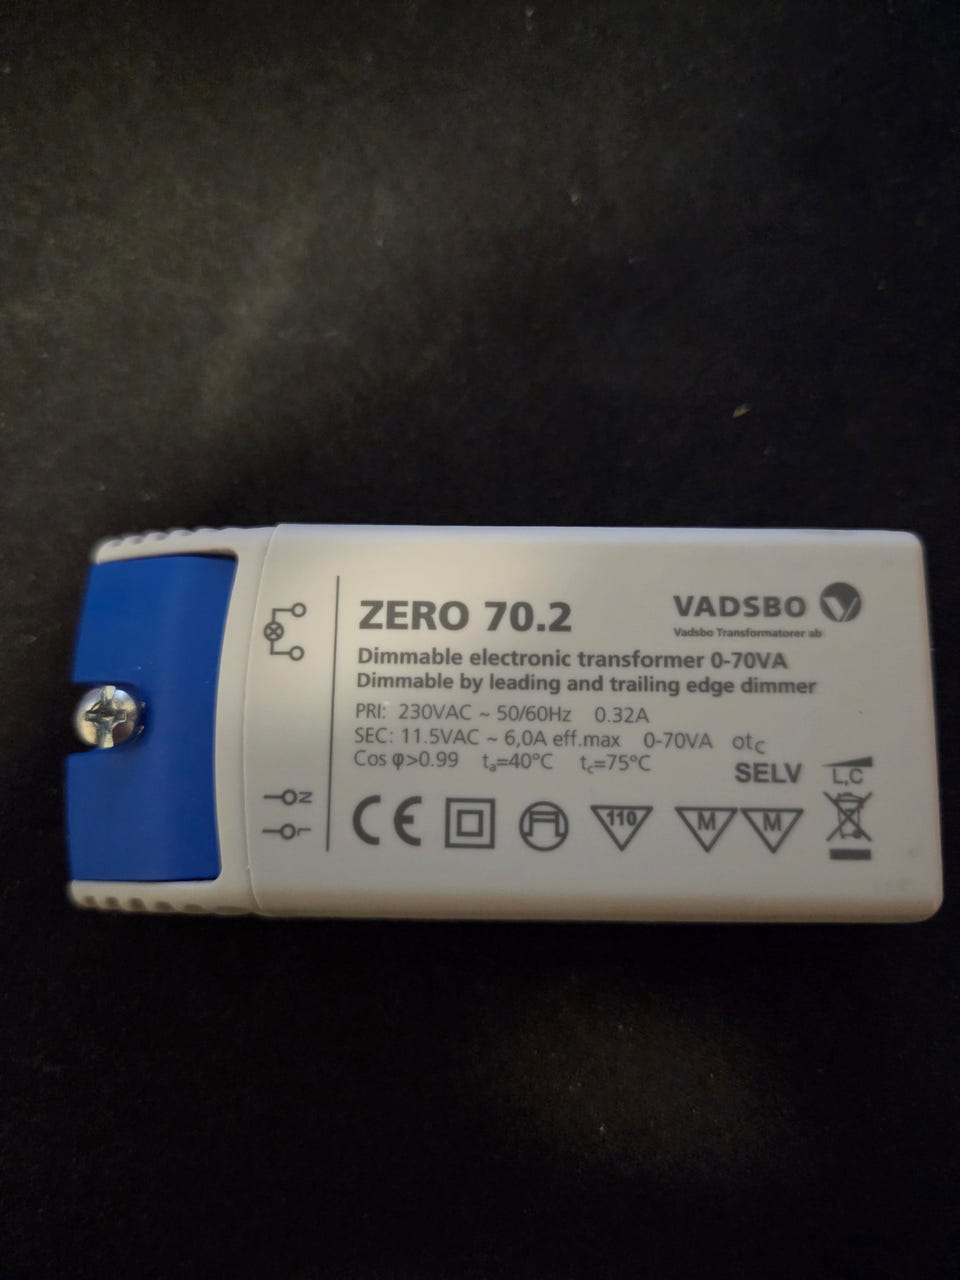 ZERO 70.2
VADSBO
Vadsbo Transformatorer ab
Dimmable electronic transformer 0-70VA
Dimmable by leading and trailing edge dimmer
PRI: 230VAC ~ 50/60Hz 0.32A
SEC: 11.5VAC ~ 6,0A eff.max 0-70VA
Cos φ>0.99 ta=40°C tc=75°C
otc
SELV
L,C
N
L
CE
110
M
M